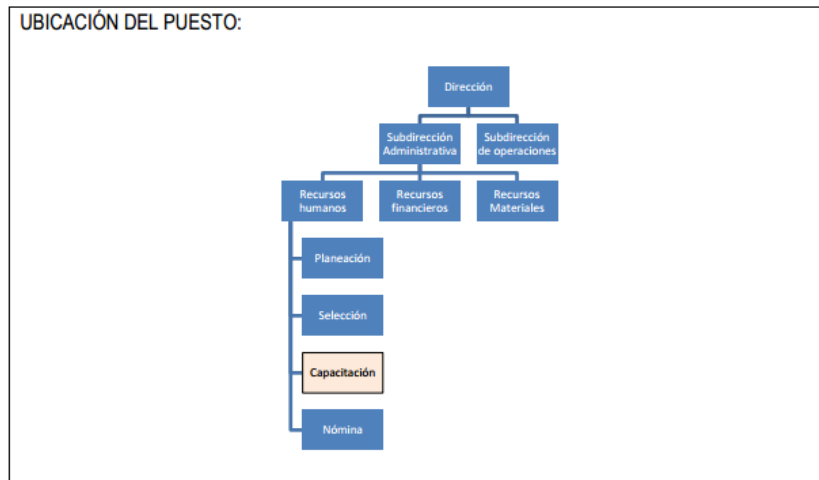 UBICACIÓN DEL PUESTO:
Dirección
Subdirección
Administrativa
Subdirección
de operaciones
Recursos
humanos
Recursos
financieros
Recursos
Materiales
Planeación
Selección
Capacitación
Nómina